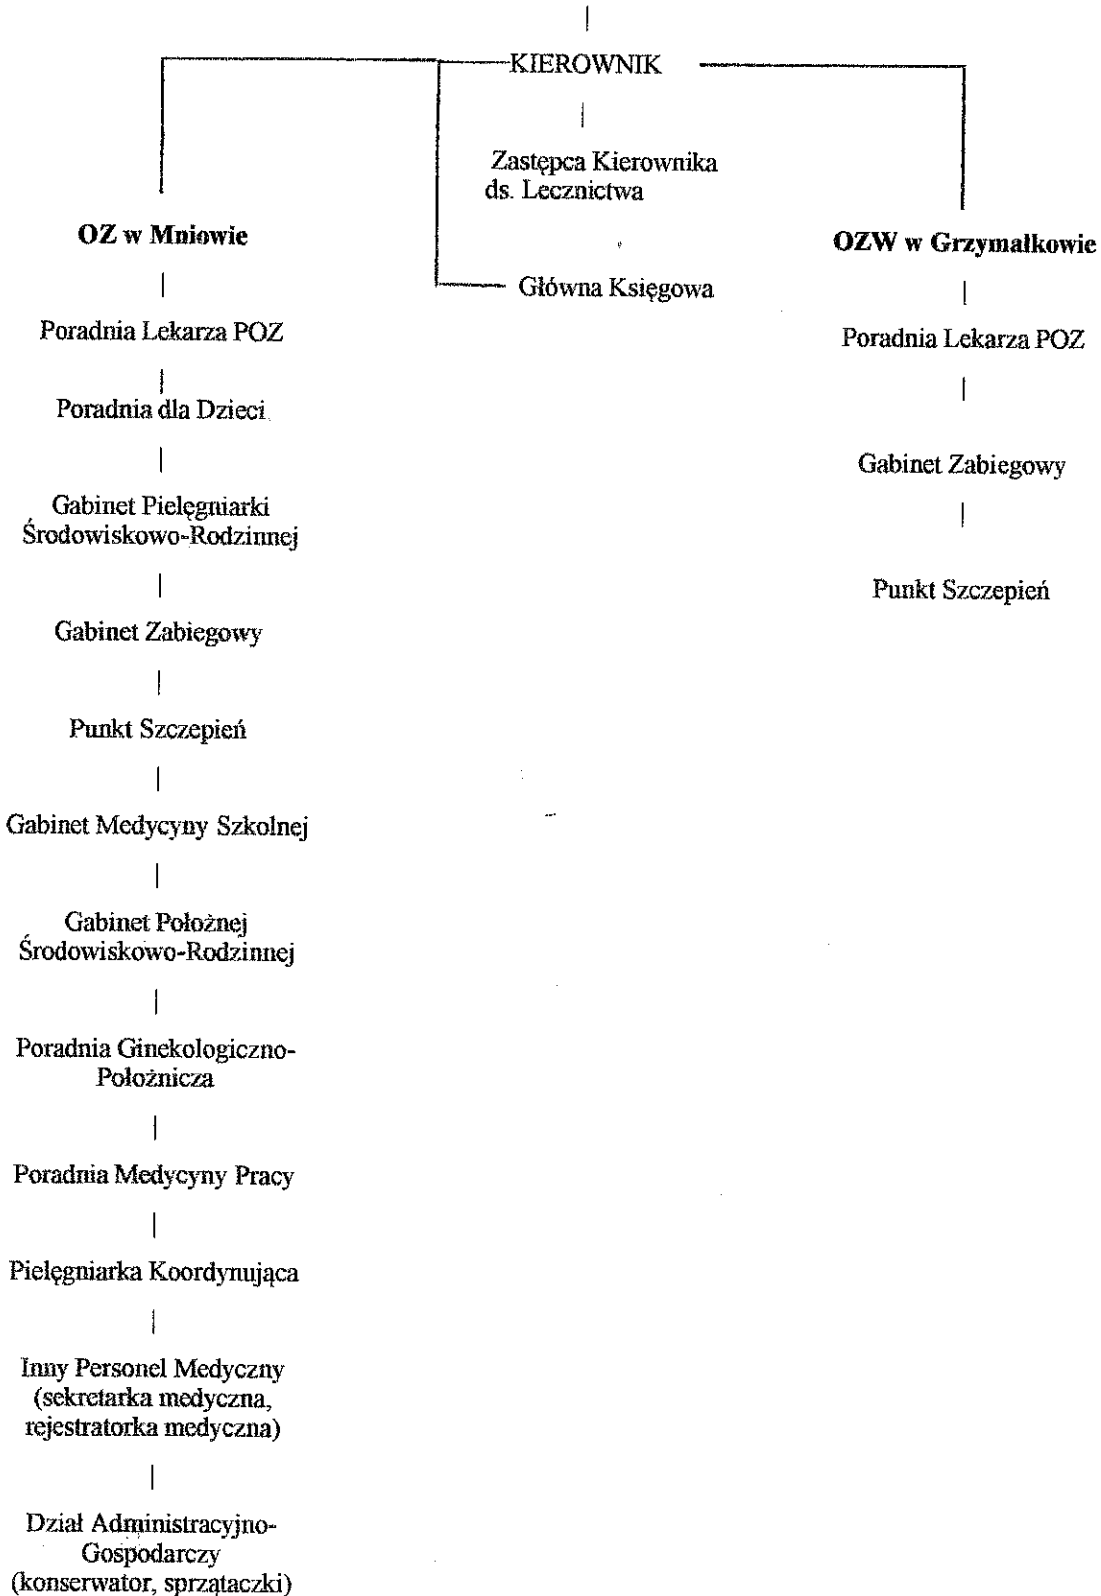 KIEROWNIK
Zastępca Kierownika
ds. Lecznictwa
Główna Księgowa
OZ w Mniowie
Poradnia Lekarza POZ
Poradnia dla Dzieci
Gabinet Pielęgniarki
Środowiskowo-Rodzinnej
Gabinet Zabiegowy
Punkt Szczepień
Gabinet Medycyny Szkolnej
Gabinet Położnej
Środowiskowo-Rodzinnej
Poradnia Ginekologiczno-
Położnicza
Poradnia Medycyny Pracy
Pielęgniarka Koordynująca
Inny Personel Medyczny
(sekretarka medyczna,
rejestratorka medyczna)
Dział Administracyjno-
Gospodarczy
(konserwator, sprzątaczki)
OZW w Grzymałkowie
Poradnia Lekarza POZ
Gabinet Zabiegowy
Punkt Szczepień